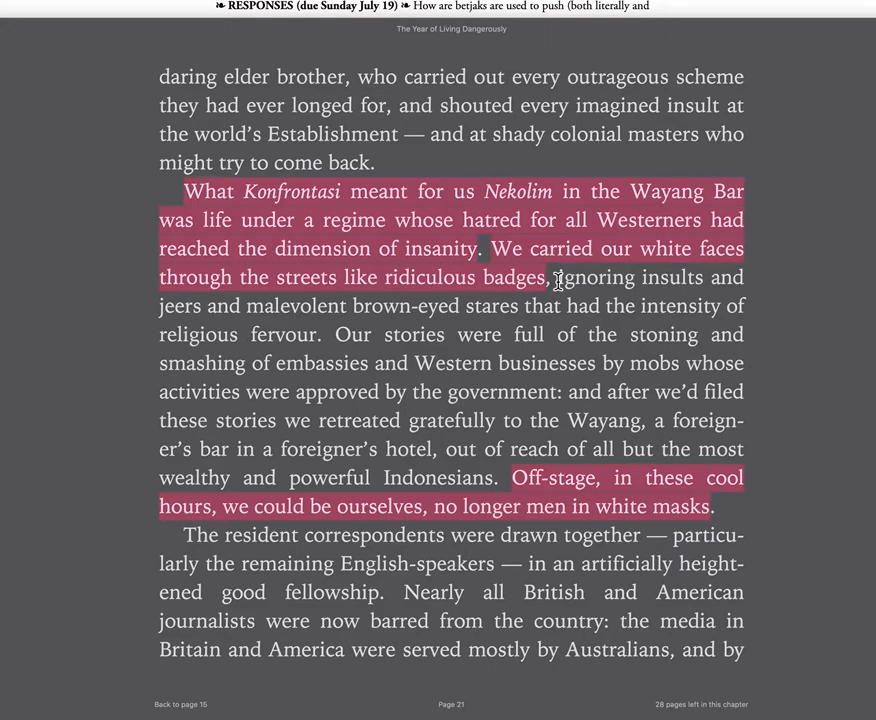 ❧ RESPONSES (due Sunday July 19) ❧ How are betjaks are used to push (both literally and
The Year of Living Dangerously
daring elder brother, who carried out every outrageous scheme
they had ever longed for, and shouted every imagined insult at
the world’s Establishment — and at shady colonial masters who
might try to come back.
What Konfrontasi meant for us Nekolim in the Wayang Bar
was life under a regime whose hatred for all Westerners had
reached the dimension of insanity. We carried our white faces
through the streets like ridiculous badges, ignoring insults and
jeers and malevolent brown-eyed stares that had the intensity of
religious fervour. Our stories were full of the stoning and
smashing of embassies and Western businesses by mobs whose
activities were approved by the government: and after we’d filed
these stories we retreated gratefully to the Wayang, a foreign-
er’s bar in a foreigner’s hotel, out of reach of all but the most
wealthy and powerful Indonesians. Off-stage, in these cool
hours, we could be ourselves, no longer men in white masks.
The resident correspondents were drawn together — particu-
larly the remaining English-speakers — in an artificially height-
ened good fellowship. Nearly all British and American
journalists were now barred from the country: the media in
Britain and America were served mostly by Australians, and by
Back to page 15
Page 21
28 pages left in this chapter